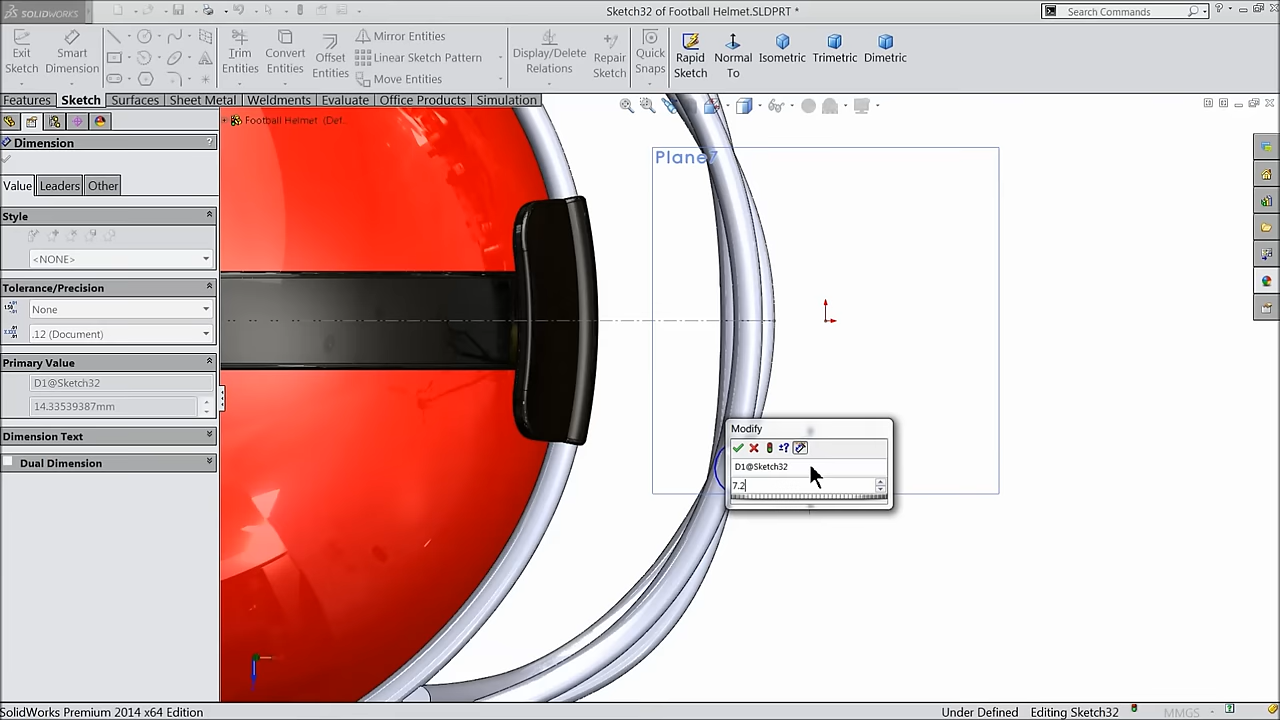 SOLIDWORKS
Sketch32 of Football Helmet.SLDPRT *
Search Commands
Exit Sketch
Smart Dimension
Trim Entities
Convert Entities
Offset Entities
Mirror Entities
Linear Sketch Pattern
Move Entities
Display/Delete Relations
Repair Sketch
Quick Snaps
Rapid Sketch
Normal To
Isometric
Trimetric
Dimetric
Features
Sketch
Surfaces
Sheet Metal
Weldments
Evaluate
Office Products
Simulation
Football Helmet (Def...
Dimension
?
Value
Leaders
Other
Style
<NONE>
Tolerance/Precision
None
.12 (Document)
Primary Value
D1@Sketch32
14.33539387mm
Dimension Text
Dual Dimension
Plane7
Modify
D1@Sketch32
7.2
SolidWorks Premium 2014 x64 Edition
Under Defined
Editing Sketch32
MMGS